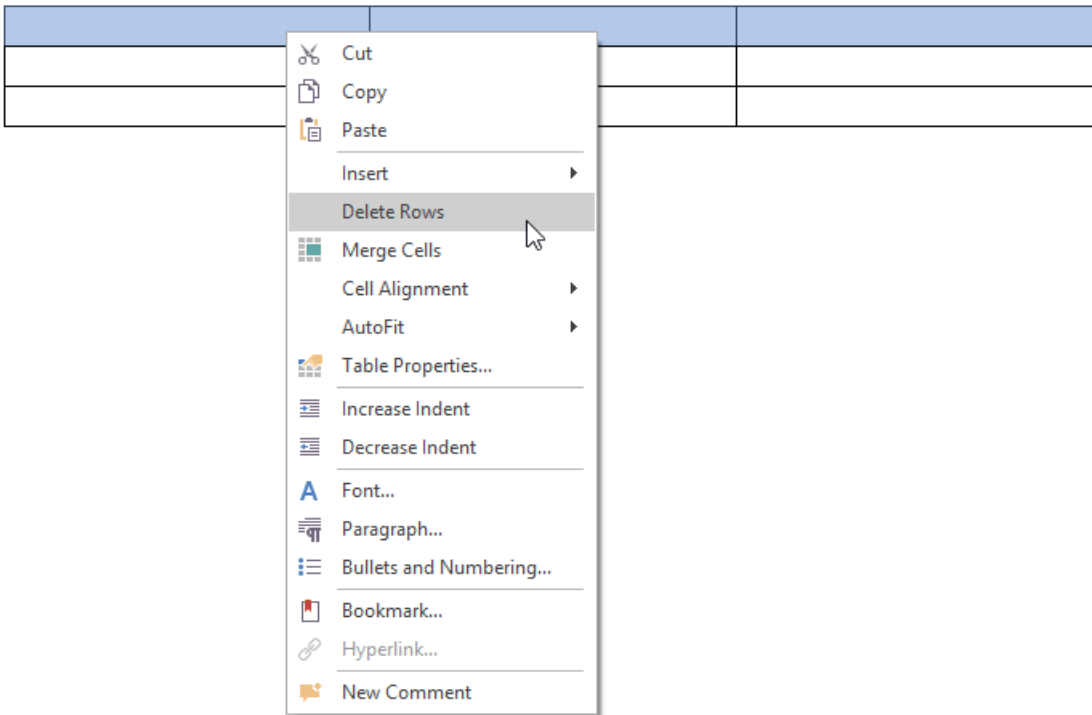 Cut
Copy
Paste
Insert
Delete Rows
Merge Cells
Cell Alignment
AutoFit
Table Properties...
Increase Indent
Decrease Indent
Font...
Paragraph...
Bullets and Numbering...
Bookmark...
Hyperlink...
New Comment